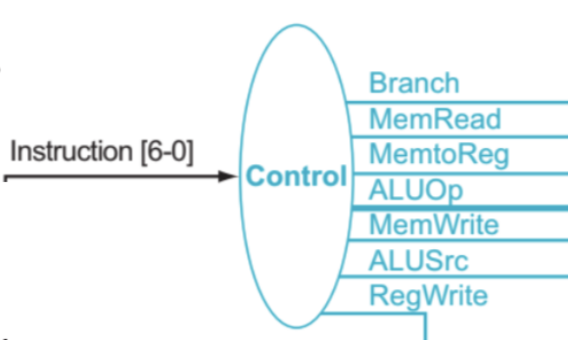 Branch
MemRead
Instruction [6-0]
MemtoReg
Control
ALUOp
MemWrite
ALUSrc
RegWrite